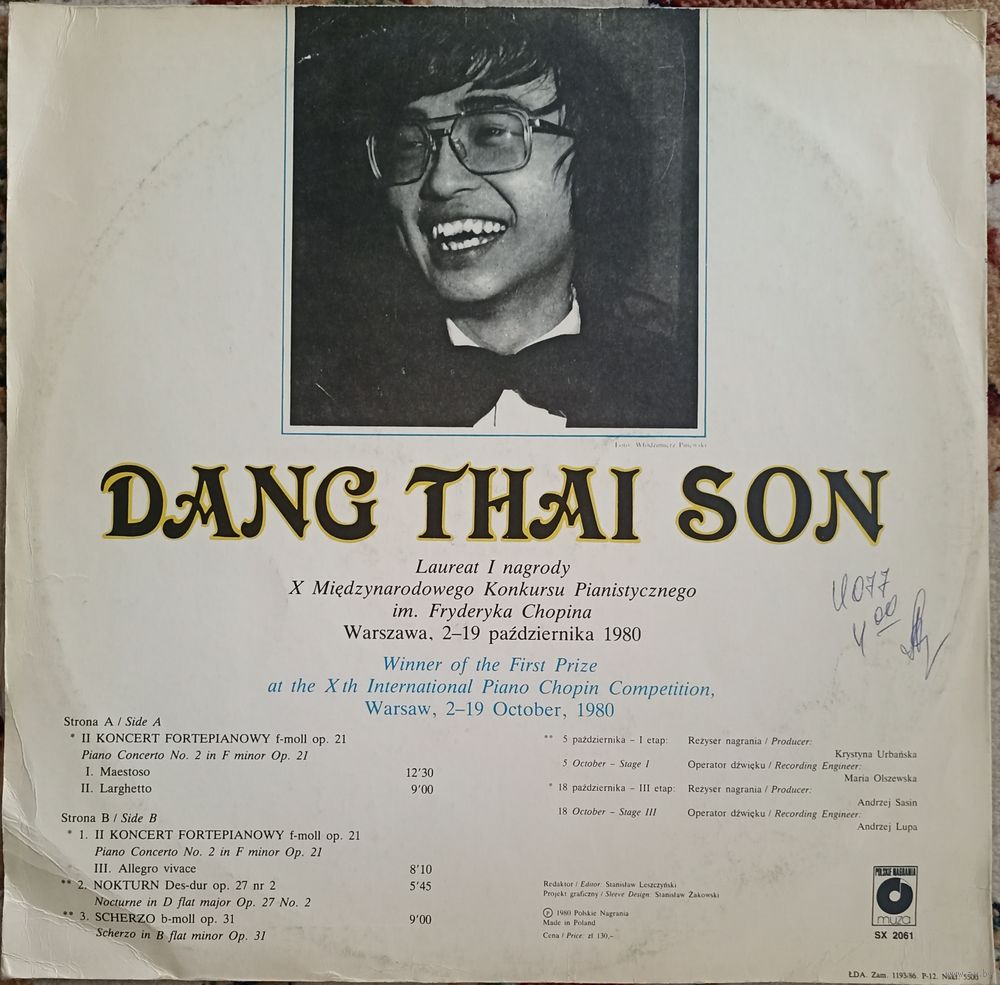 DANG THAI SON
Laureat I nagrody
X Międzynarodowego Konkursu Pianistycznego
im. Fryderyka Chopina
Warszawa, 2–19 października 1980
Winner of the First Prize
at the Xth International Piano Chopin Competition,
Warsaw, 2–19 October, 1980
Strona A / Side A
* II KONCERT FORTEPIANOWY f-moll op. 21
Piano Concerto No. 2 in F minor Op. 21
I. Maestoso 12'30
II. Larghetto 9'00
Strona B / Side B
* 1. II KONCERT FORTEPIANOWY f-moll op. 21
Piano Concerto No. 2 in F minor Op. 21
III. Allegro vivace 8'10
** 2. NOKTURN Des-dur op. 27 nr 2 5'45
Nocturne in D flat major Op. 27 No. 2
** 3. SCHERZO b-moll op. 31 9'00
Scherzo in B flat minor Op. 31
** 5 października – I etap: Reżyser nagrania / Producer:
Krystyna Urbańska
5 October – Stage I Operator dźwięku / Recording Engineer:
Maria Olszewska
* 18 października – III etap: Reżyser nagrania / Producer:
Andrzej Sasin
18 October – Stage III Operator dźwięku / Recording Engineer:
Andrzej Lupa
Redaktor / Editor: Stanisław Leszczyński
Projekt graficzny / Sleeve Design: Stanisław Żakowski
Ⓟ 1980 Polskie Nagrania
Made in Poland
Cena / Price: zł 130,–
POLSKIE NAGRANIA
muza
SX 2061
ŁDA. Zam. 1193/86. P-12.